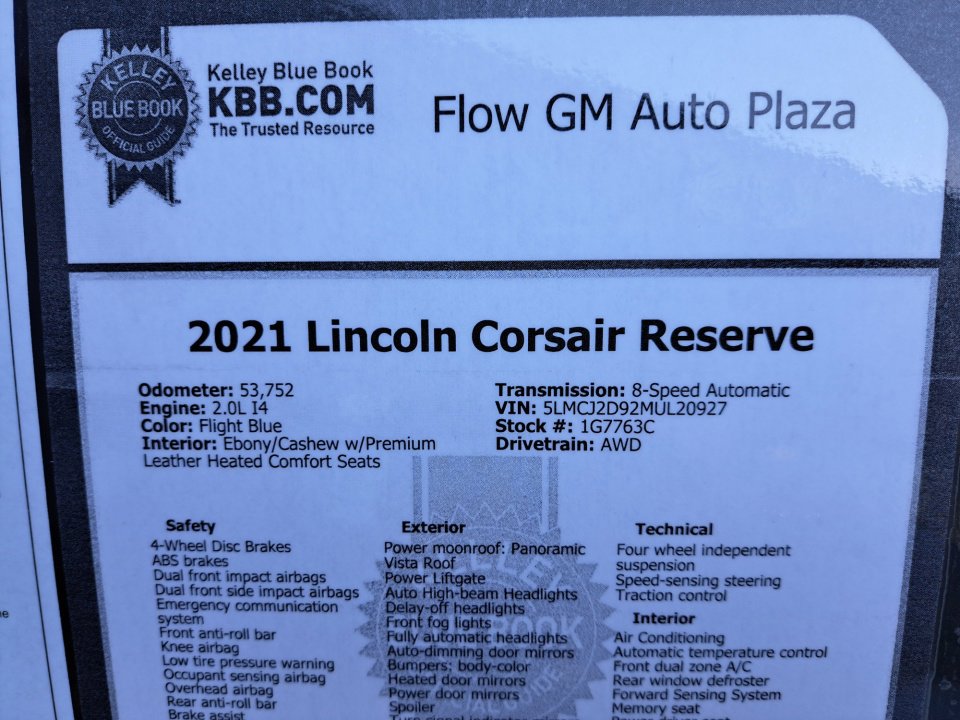 KELLEY
BLUE BOOK
OFFICIAL GUIDE
Kelley Blue Book
KBB.COM
The Trusted Resource
Flow GM Auto Plaza
2021 Lincoln Corsair Reserve
Odometer: 53,752
Engine: 2.0L I4
Color: Flight Blue
Interior: Ebony/Cashew w/Premium
Leather Heated Comfort Seats
Transmission: 8-Speed Automatic
VIN: 5LMCJ2D92MUL20927
Stock #: 1G7763C
Drivetrain: AWD
Safety
4-Wheel Disc Brakes
ABS brakes
Dual front impact airbags
Dual front side impact airbags
Emergency communication
system
Front anti-roll bar
Knee airbag
Low tire pressure warning
Occupant sensing airbag
Overhead airbag
Rear anti-roll bar
Brake assist
Exterior
Power moonroof: Panoramic
Vista Roof
Power Liftgate
Auto High-beam Headlights
Delay-off headlights
Front fog lights
Fully automatic headlights
Auto-dimming door mirrors
Bumpers: body-color
Heated door mirrors
Power door mirrors
Spoiler
Technical
Four wheel independent
suspension
Speed-sensing steering
Traction control
Interior
Air Conditioning
Automatic temperature control
Front dual zone A/C
Rear window defroster
Forward Sensing System
Memory seat